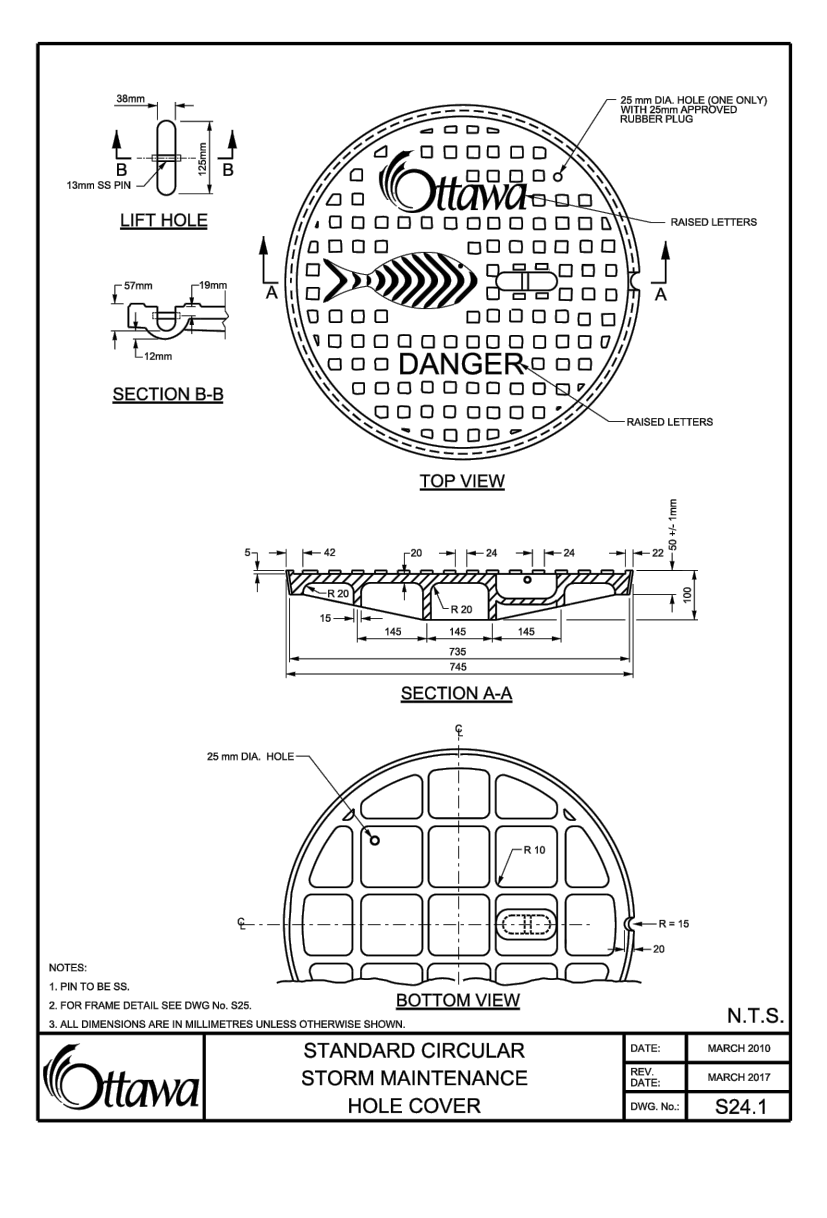 38mm
B
B
125mm
13mm SS PIN
LIFT HOLE
57mm
19mm
12mm
SECTION B-B
25 mm DIA. HOLE (ONE ONLY)
WITH 25mm APPROVED
RUBBER PLUG
Ottawa
RAISED LETTERS
A
A
DANGER
RAISED LETTERS
TOP VIEW
5
42
20
24
24
22
50 +/- 1mm
100
R 20
R 20
15
145
145
145
735
745
SECTION A-A
℄
25 mm DIA. HOLE
R 10
℄
R = 15
20
BOTTOM VIEW
NOTES:
1. PIN TO BE SS.
2. FOR FRAME DETAIL SEE DWG No. S25.
3. ALL DIMENSIONS ARE IN MILLIMETRES UNLESS OTHERWISE SHOWN.
N.T.S.
Ottawa
STANDARD CIRCULAR
STORM MAINTENANCE
HOLE COVER
DATE: MARCH 2010
REV.
DATE: MARCH 2017
DWG. No.: S24.1